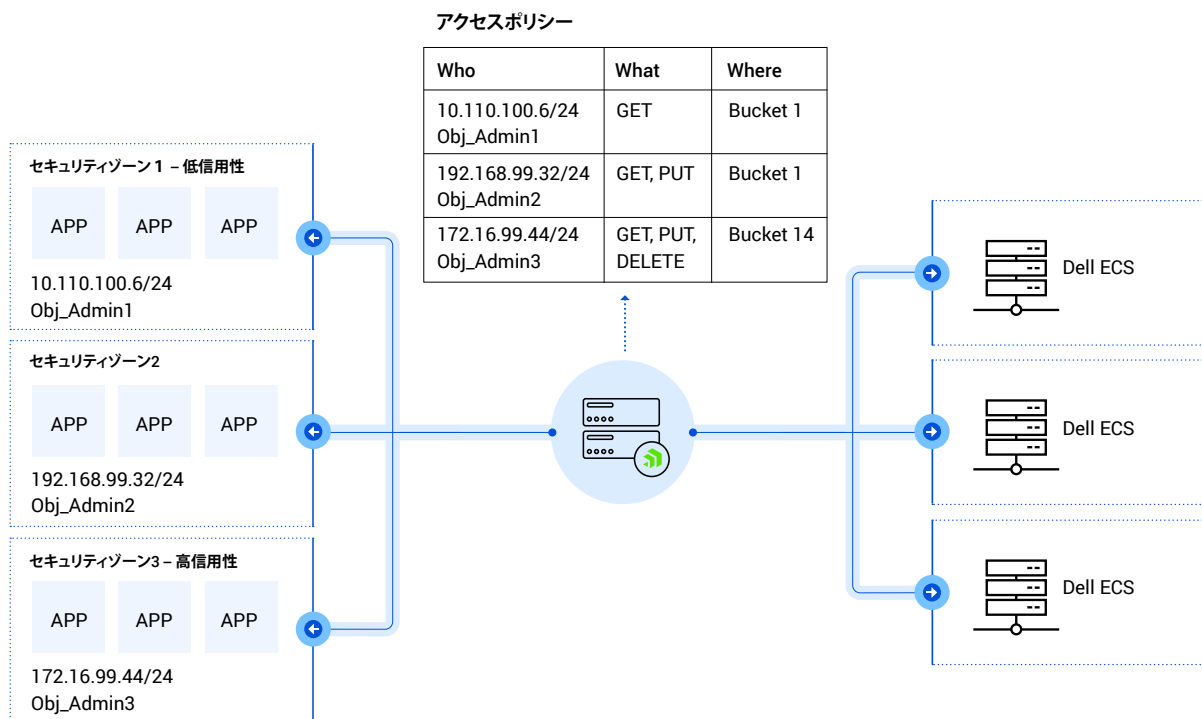 アクセスポリシー
Who What Where
10.110.100.6/24 GET Bucket 1
Obj_Admin1
192.168.99.32/24 GET, PUT Bucket 1
Obj_Admin2
172.16.99.44/24 GET, PUT, Bucket 14
Obj_Admin3 DELETE
セキュリティゾーン 1 – 低信用性
APP APP APP
10.110.100.6/24
Obj_Admin1
セキュリティゾーン2
APP APP APP
192.168.99.32/24
Obj_Admin2
セキュリティゾーン3 – 高信用性
APP APP APP
172.16.99.44/24
Obj_Admin3
Dell ECS
Dell ECS
Dell ECS